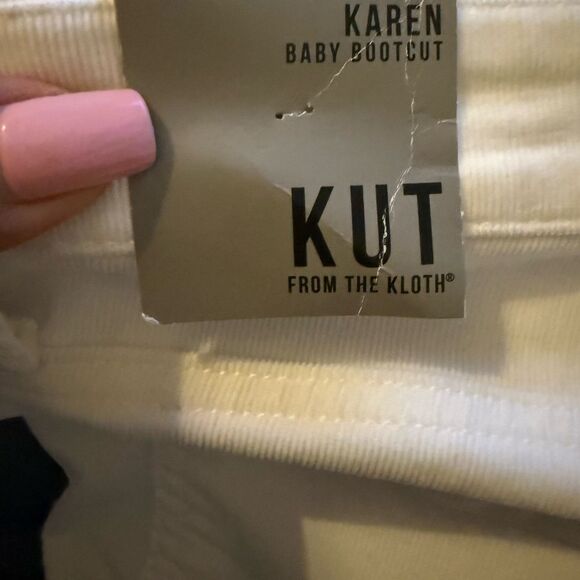 KAREN
BABY BOOTCUT
KUT
FROM THE KLOTH®